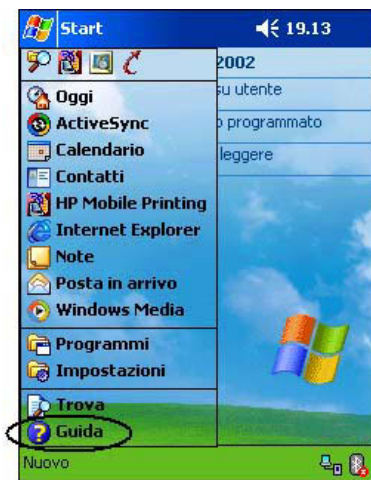 Start 19.13
2002
Oggi
su utente
ActiveSync
o programmato
Calendario
leggere
Contatti
HP Mobile Printing
Internet Explorer
Note
Posta in arrivo
Windows Media
Programmi
Impostazioni
Trova
Guida
Nuovo